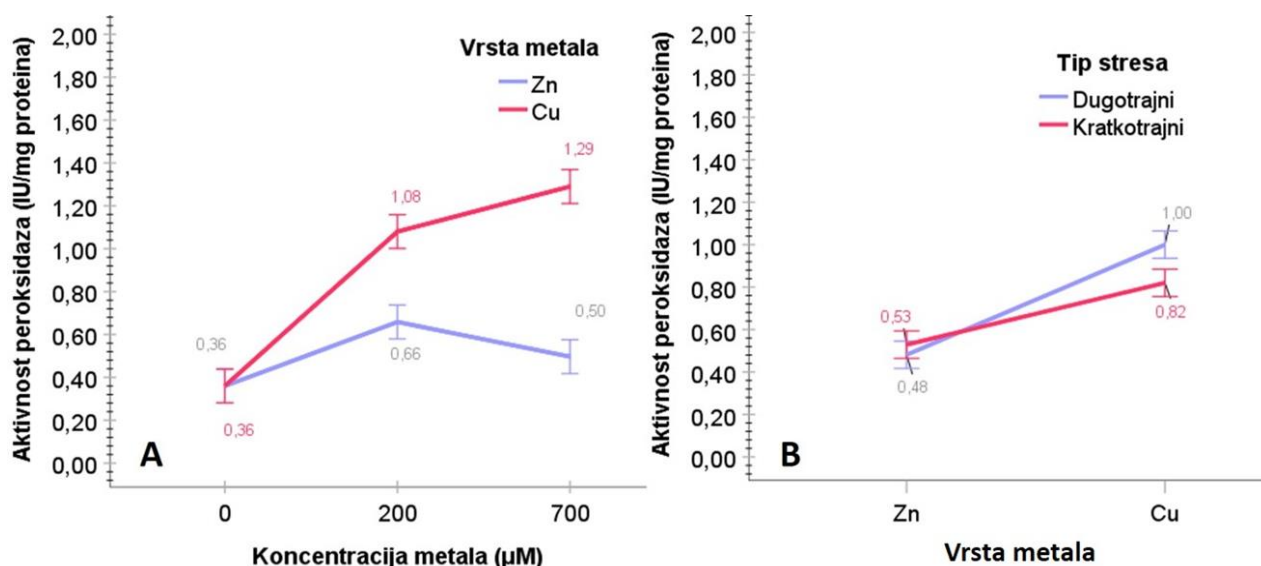 Aktivnost peroksidaza (IU/mg proteina)
2,00
1,80
1,60
1,40
1,20
1,00
0,80
0,60
0,40
0,20
0,00
Vrsta metala
Zn
Cu
1,29
1,08
0,50
0,36
0,66
0,36
A
0
200
700
Koncentracija metala (µM)
Aktivnost peroksidaza (IU/mg proteina)
2,00
1,80
1,60
1,40
1,20
1,00
0,80
0,60
0,40
0,20
0,00
Tip stresa
Dugotrajni
Kratkotrajni
1,00
0,53
0,82
0,48
B
Zn
Cu
Vrsta metala